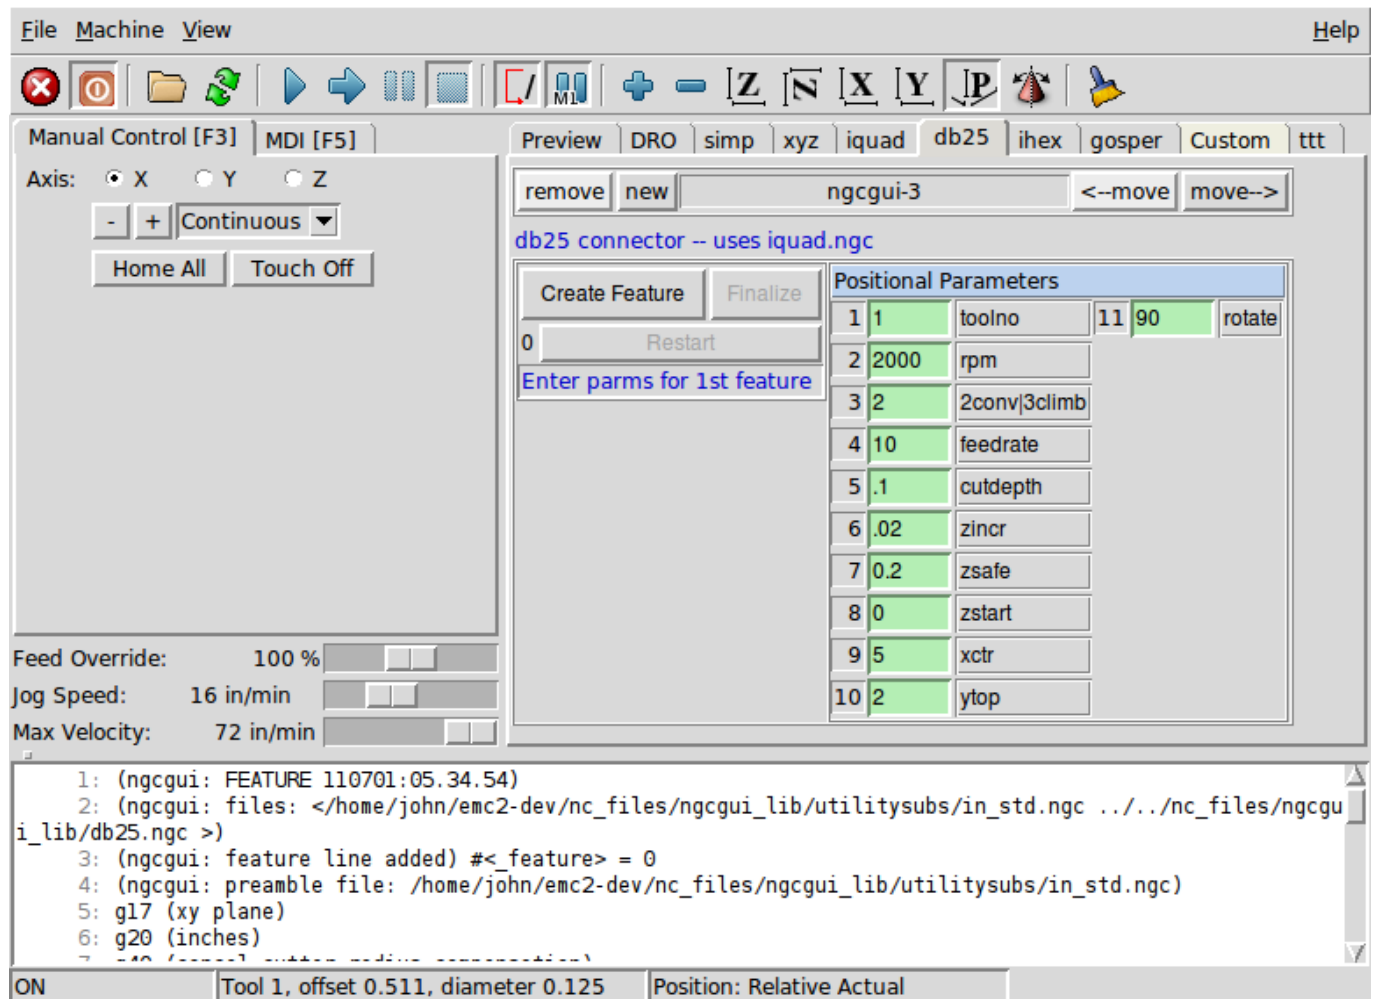 File Machine View Help
Z N X Y P
M1
Manual Control [F3] MDI [F5] Preview DRO simp xyz iquad db25 ihex gosper Custom ttt
Axis: X Y Z
remove new ngcgui-3 <--move move-->
- + Continuous
db25 connector -- uses iquad.ngc
Home All Touch Off
Create Feature Finalize
0 Restart
Enter parms for 1st feature
Positional Parameters
1 1 toolno 11 90 rotate
2 2000 rpm
3 2 2conv|3climb
4 10 feedrate
5 .1 cutdepth
6 .02 zincr
7 0.2 zsafe
8 0 zstart
9 5 xctr
10 2 ytop
Feed Override: 100 %
Jog Speed: 16 in/min
Max Velocity: 72 in/min
1: (ngcgui: FEATURE 110701:05.34.54)
2: (ngcgui: files: </home/john/emc2-dev/nc_files/ngcgui_lib/utilitysubs/in_std.ngc ../../nc_files/ngcgu
i_lib/db25.ngc >)
3: (ngcgui: feature line added) #<_feature> = 0
4: (ngcgui: preamble file: /home/john/emc2-dev/nc_files/ngcgui_lib/utilitysubs/in_std.ngc)
5: g17 (xy plane)
6: g20 (inches)
ON Tool 1, offset 0.511, diameter 0.125 Position: Relative Actual